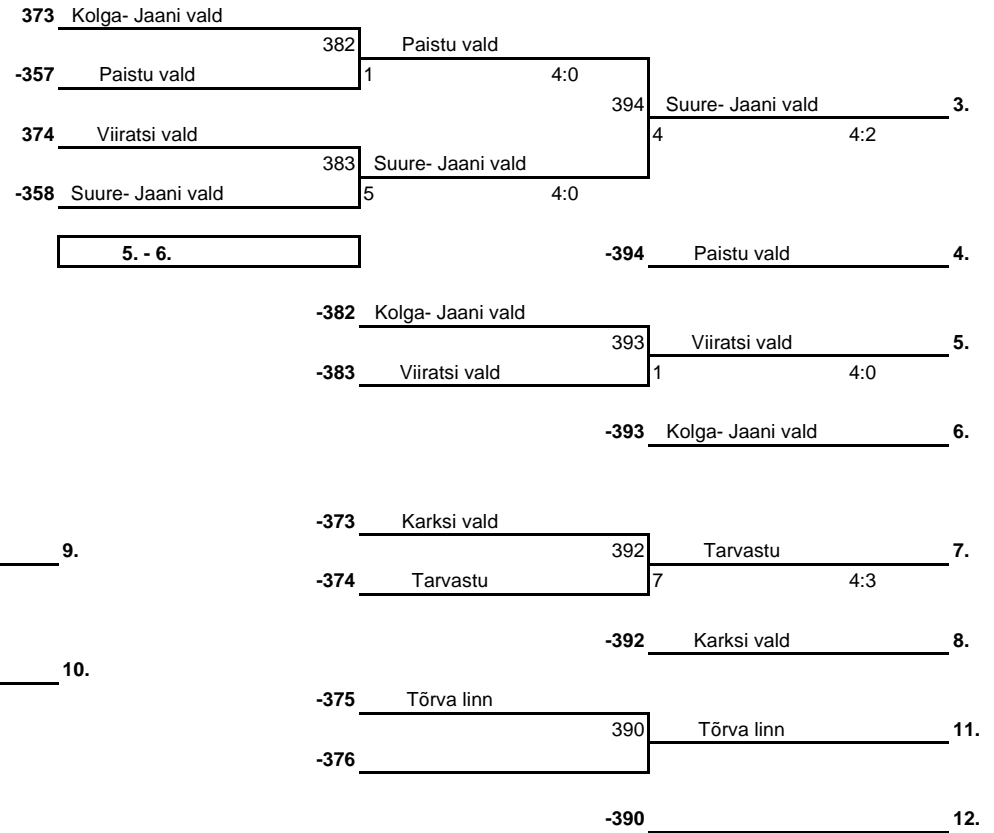 373 Kolga- Jaani vald
382 Paistu vald
-357 Paistu vald 1 4:0
394 Suure- Jaani vald 3.
374 Viiratsi vald 4 4:2
383 Suure- Jaani vald
-358 Suure- Jaani vald 5 4:0
5. - 6. -394 Paistu vald 4.
-382 Kolga- Jaani vald
393 Viiratsi vald 5.
-383 Viiratsi vald 1 4:0
-393 Kolga- Jaani vald 6.
-373 Karksi vald
9. 392 Tarvastu 7.
-374 Tarvastu 7 4:3
-392 Karksi vald 8.
10.
-375 Tõrva linn
390 Tõrva linn 11.
-376
-390 12.